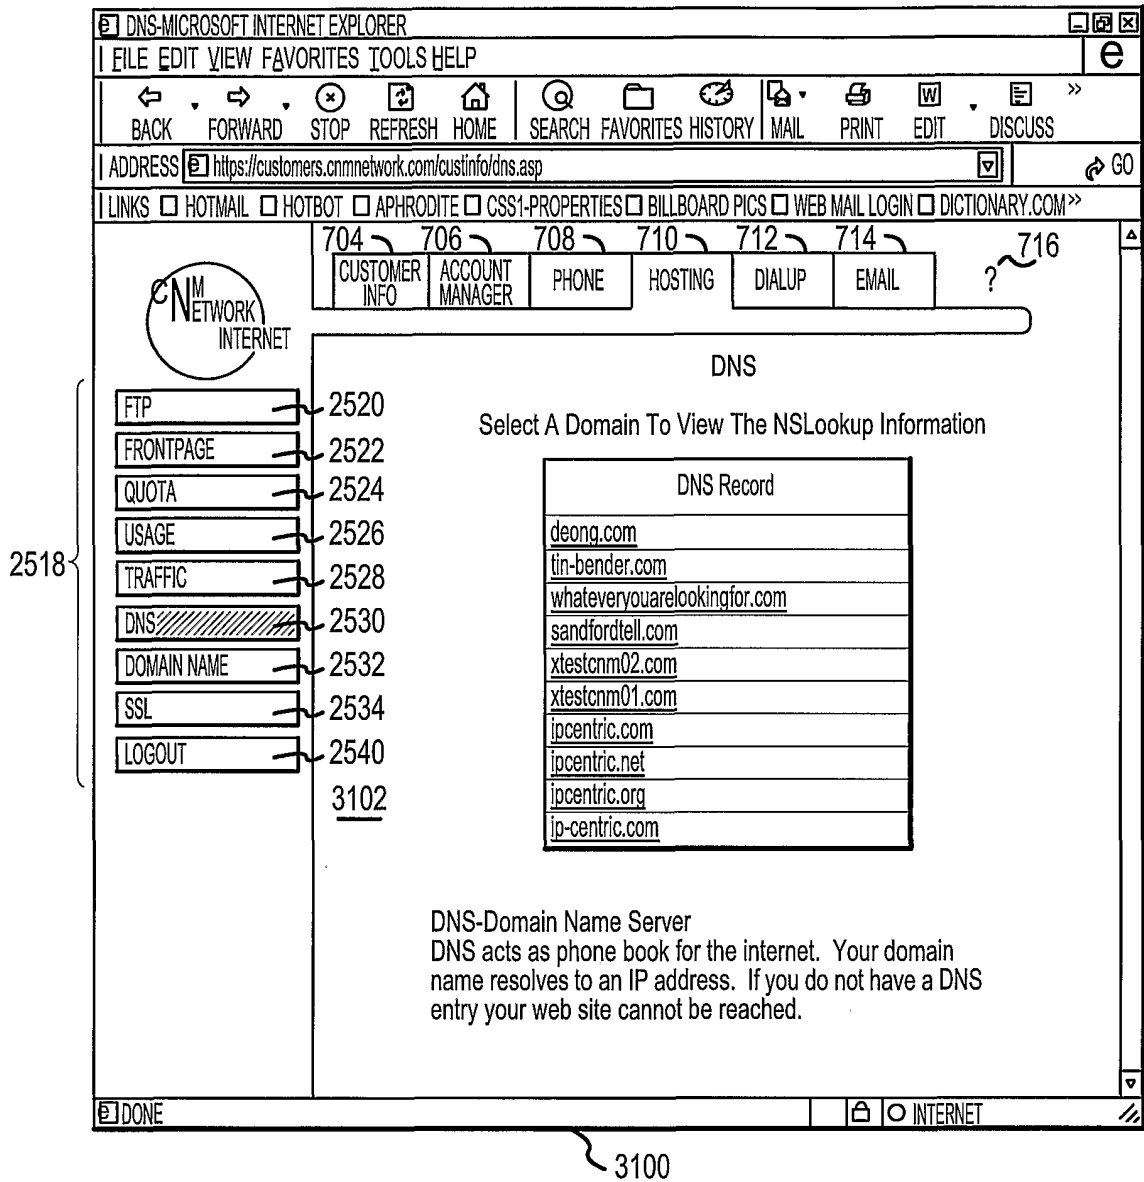 DNS-MICROSOFT INTERNET EXPLORER
FILE EDIT VIEW FAVORITES TOOLS HELP
e
BACK FORWARD STOP REFRESH HOME SEARCH FAVORITES HISTORY MAIL PRINT EDIT DISCUSS »
ADDRESS https://customers.cnmnetwork.com/custinfo/dns.asp GO
LINKS HOTMAIL HOTBOT APHRODITE CSS1-PROPERTIES BILLBOARD PICS WEB MAIL LOGIN DICTIONARY.COM»
704 706 708 710 712 714 716
CUSTOMER INFO ACCOUNT MANAGER PHONE HOSTING DIALUP EMAIL ?
CNM
NETWORK
INTERNET
DNS
Select A Domain To View The NSLookup Information
2518
FTP 2520
FRONTPAGE 2522
QUOTA 2524
USAGE 2526
TRAFFIC 2528
DNS 2530
DOMAIN NAME 2532
SSL 2534
LOGOUT 2540
3102
DNS Record
deong.com
tin-bender.com
whateveryouarelookingfor.com
sandfordtell.com
xtestcnm02.com
xtestcnm01.com
ipcentric.com
ipcentric.net
ipcentric.org
ip-centric.com
DNS-Domain Name Server
DNS acts as phone book for the internet. Your domain
name resolves to an IP address. If you do not have a DNS
entry your web site cannot be reached.
DONE INTERNET
3100